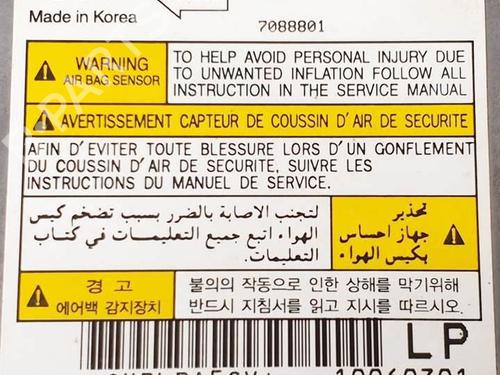 Made in Korea
7088801
WARNING
AIR BAG SENSOR
TO HELP AVOID PERSONAL INJURY DUE
TO UNWANTED INFLATION FOLLOW ALL
INSTRUCTION IN THE SERVICE MANUAL
AVERTISSEMENT CAPTEUR DE COUSSIN D'AIR DE SECURITE
AFIN D'EVITER TOUTE BLESSURE LORS D'UN GONFLEMENT
DU COUSSIN D'AIR DE SECURITE, SUIVRE LES
INSTRUCTIONS DU MANUEL DE SERVICE.
تحذير
جهاز احساس
بكيس الهواء
لتجنب الاصابة بالضرر بسبب تضخم كيس
الهواء اتبع جميع التعليمات في كتاب
التعليمات.
경 고
에어백 감지장치
불의의 작동으로 인한 상해를 막기위해
반드시 지침서를 읽고 지시를 따르시오.
LP